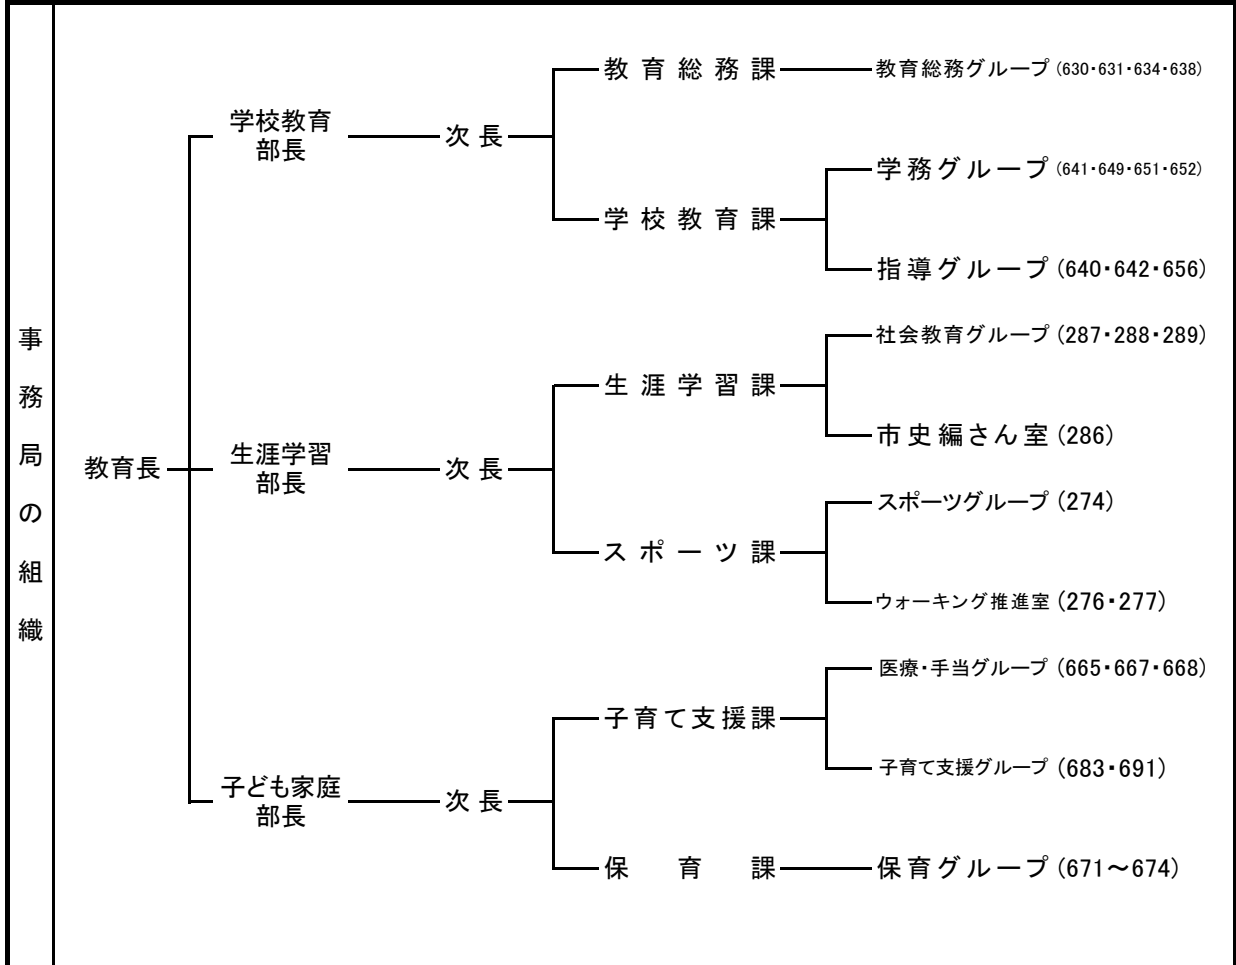 事務局の組織
教育長
学校教育
部長
次長
教育総務課
教育総務グループ（630・631・634・638）
学校教育課
学務グループ（641・649・651・652）
指導グループ（640・642・656）
生涯学習
部長
次長
生涯学習課
社会教育グループ（287・288・289）
市史編さん室（286）
スポーツ課
スポーツグループ（274）
ウォーキング推進室（276・277）
子ども家庭
部長
次長
子育て支援課
医療・手当グループ（665・667・668）
子育て支援グループ（683・691）
保育課
保育グループ（671～674）